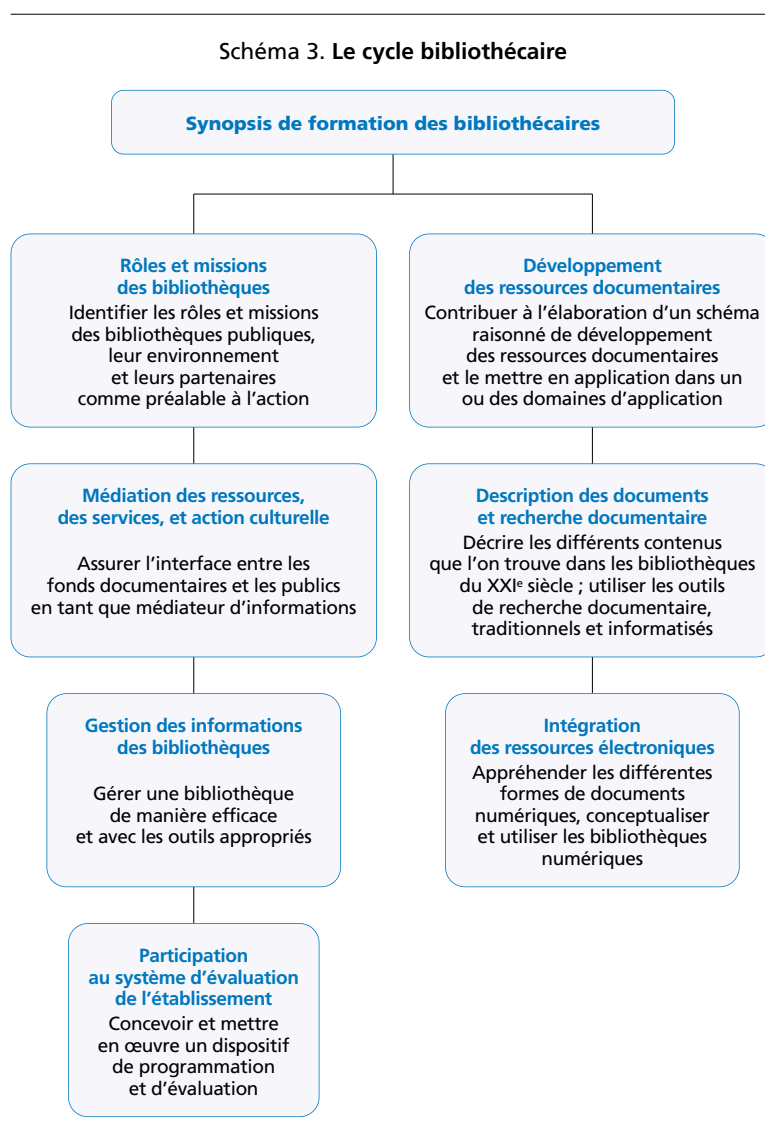 Schéma 3. Le cycle bibliothécaire
Synopsis de formation des bibliothécaires
Rôles et missions
des bibliothèques
Identifier les rôles et missions
des bibliothèques publiques,
leur environnement
et leurs partenaires
comme préalable à l'action
Développement
des ressources documentaires
Contribuer à l'élaboration d'un schéma
raisonné de développement
des ressources documentaires
et le mettre en application dans un
ou des domaines d'application
Médiation des ressources,
des services, et action culturelle
Assurer l'interface entre les
fonds documentaires et les publics
en tant que médiateur d'informations
Description des documents
et recherche documentaire
Décrire les différents contenus
que l'on trouve dans les bibliothèques
du XXIe siècle ; utiliser les outils
de recherche documentaire,
traditionnels et informatisés
Gestion des informations
des bibliothèques
Gérer une bibliothèque
de manière efficace
et avec les outils appropriés
Intégration
des ressources électroniques
Appréhender les différentes
formes de documents
numériques, conceptualiser
et utiliser les bibliothèques
numériques
Participation
au système d'évaluation
de l'établissement
Concevoir et mettre
en œuvre un dispositif
de programmation
et d'évaluation